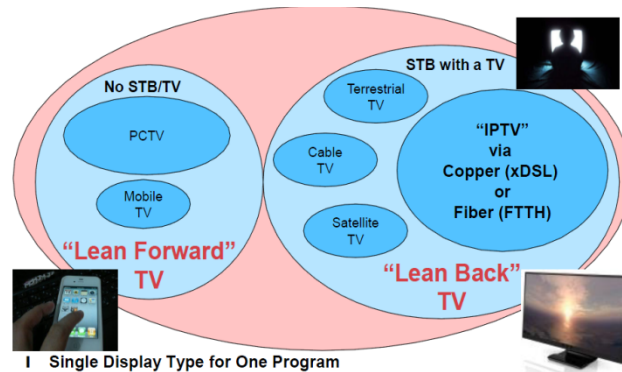 No STB/TV
PCTV
Mobile
TV
“Lean Forward”
TV
STB with a TV
Terrestrial
TV
Cable
TV
Satellite
TV
“IPTV”
via
Copper (xDSL)
or
Fiber (FTTH)
“Lean Back”
TV
l Single Display Type for One Program